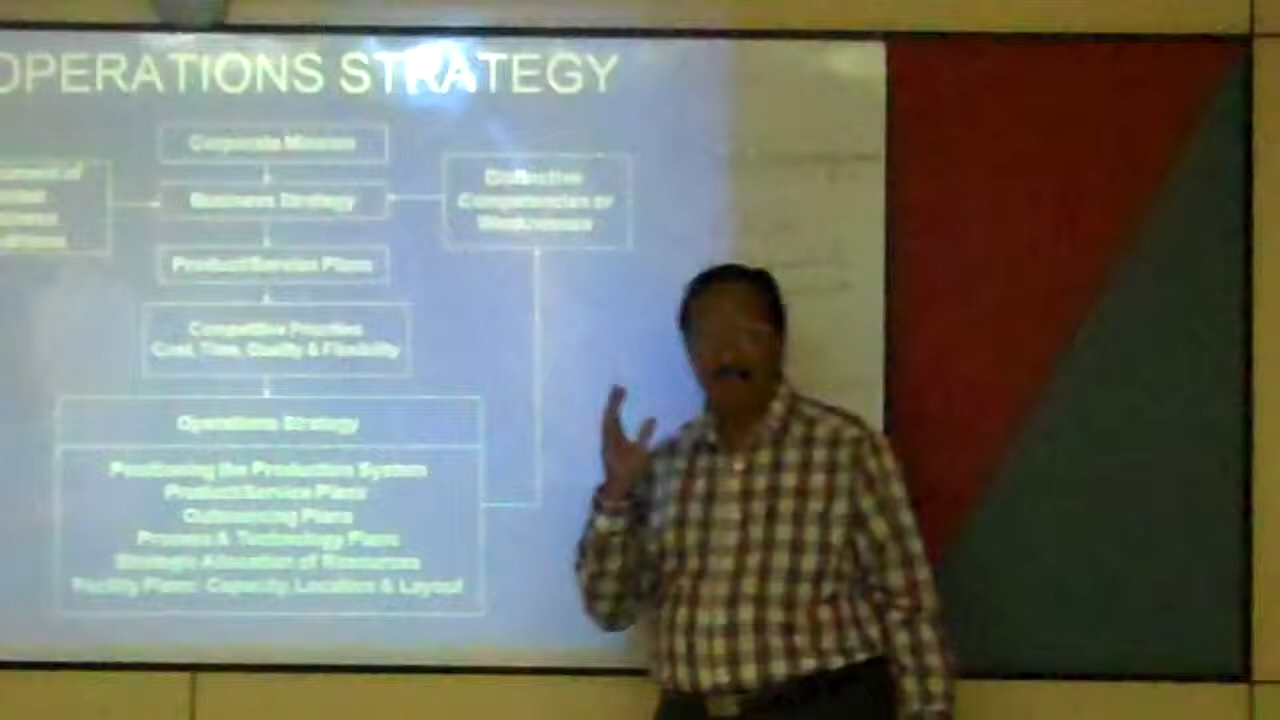 OPERATIONS STRATEGY
Corporate Mission
Business Strategy
Distinctive
Competencies or
Weaknesses
Product/Service Plans
Competitive Priorities
Cost, Time, Quality & Flexibility
Operations Strategy
Positioning the Production System
Product/Service Plans
Outsourcing Plans
Process & Technology Plans
Strategic Allocation of Resources
Facility Plans: Capacity, Location & Layout